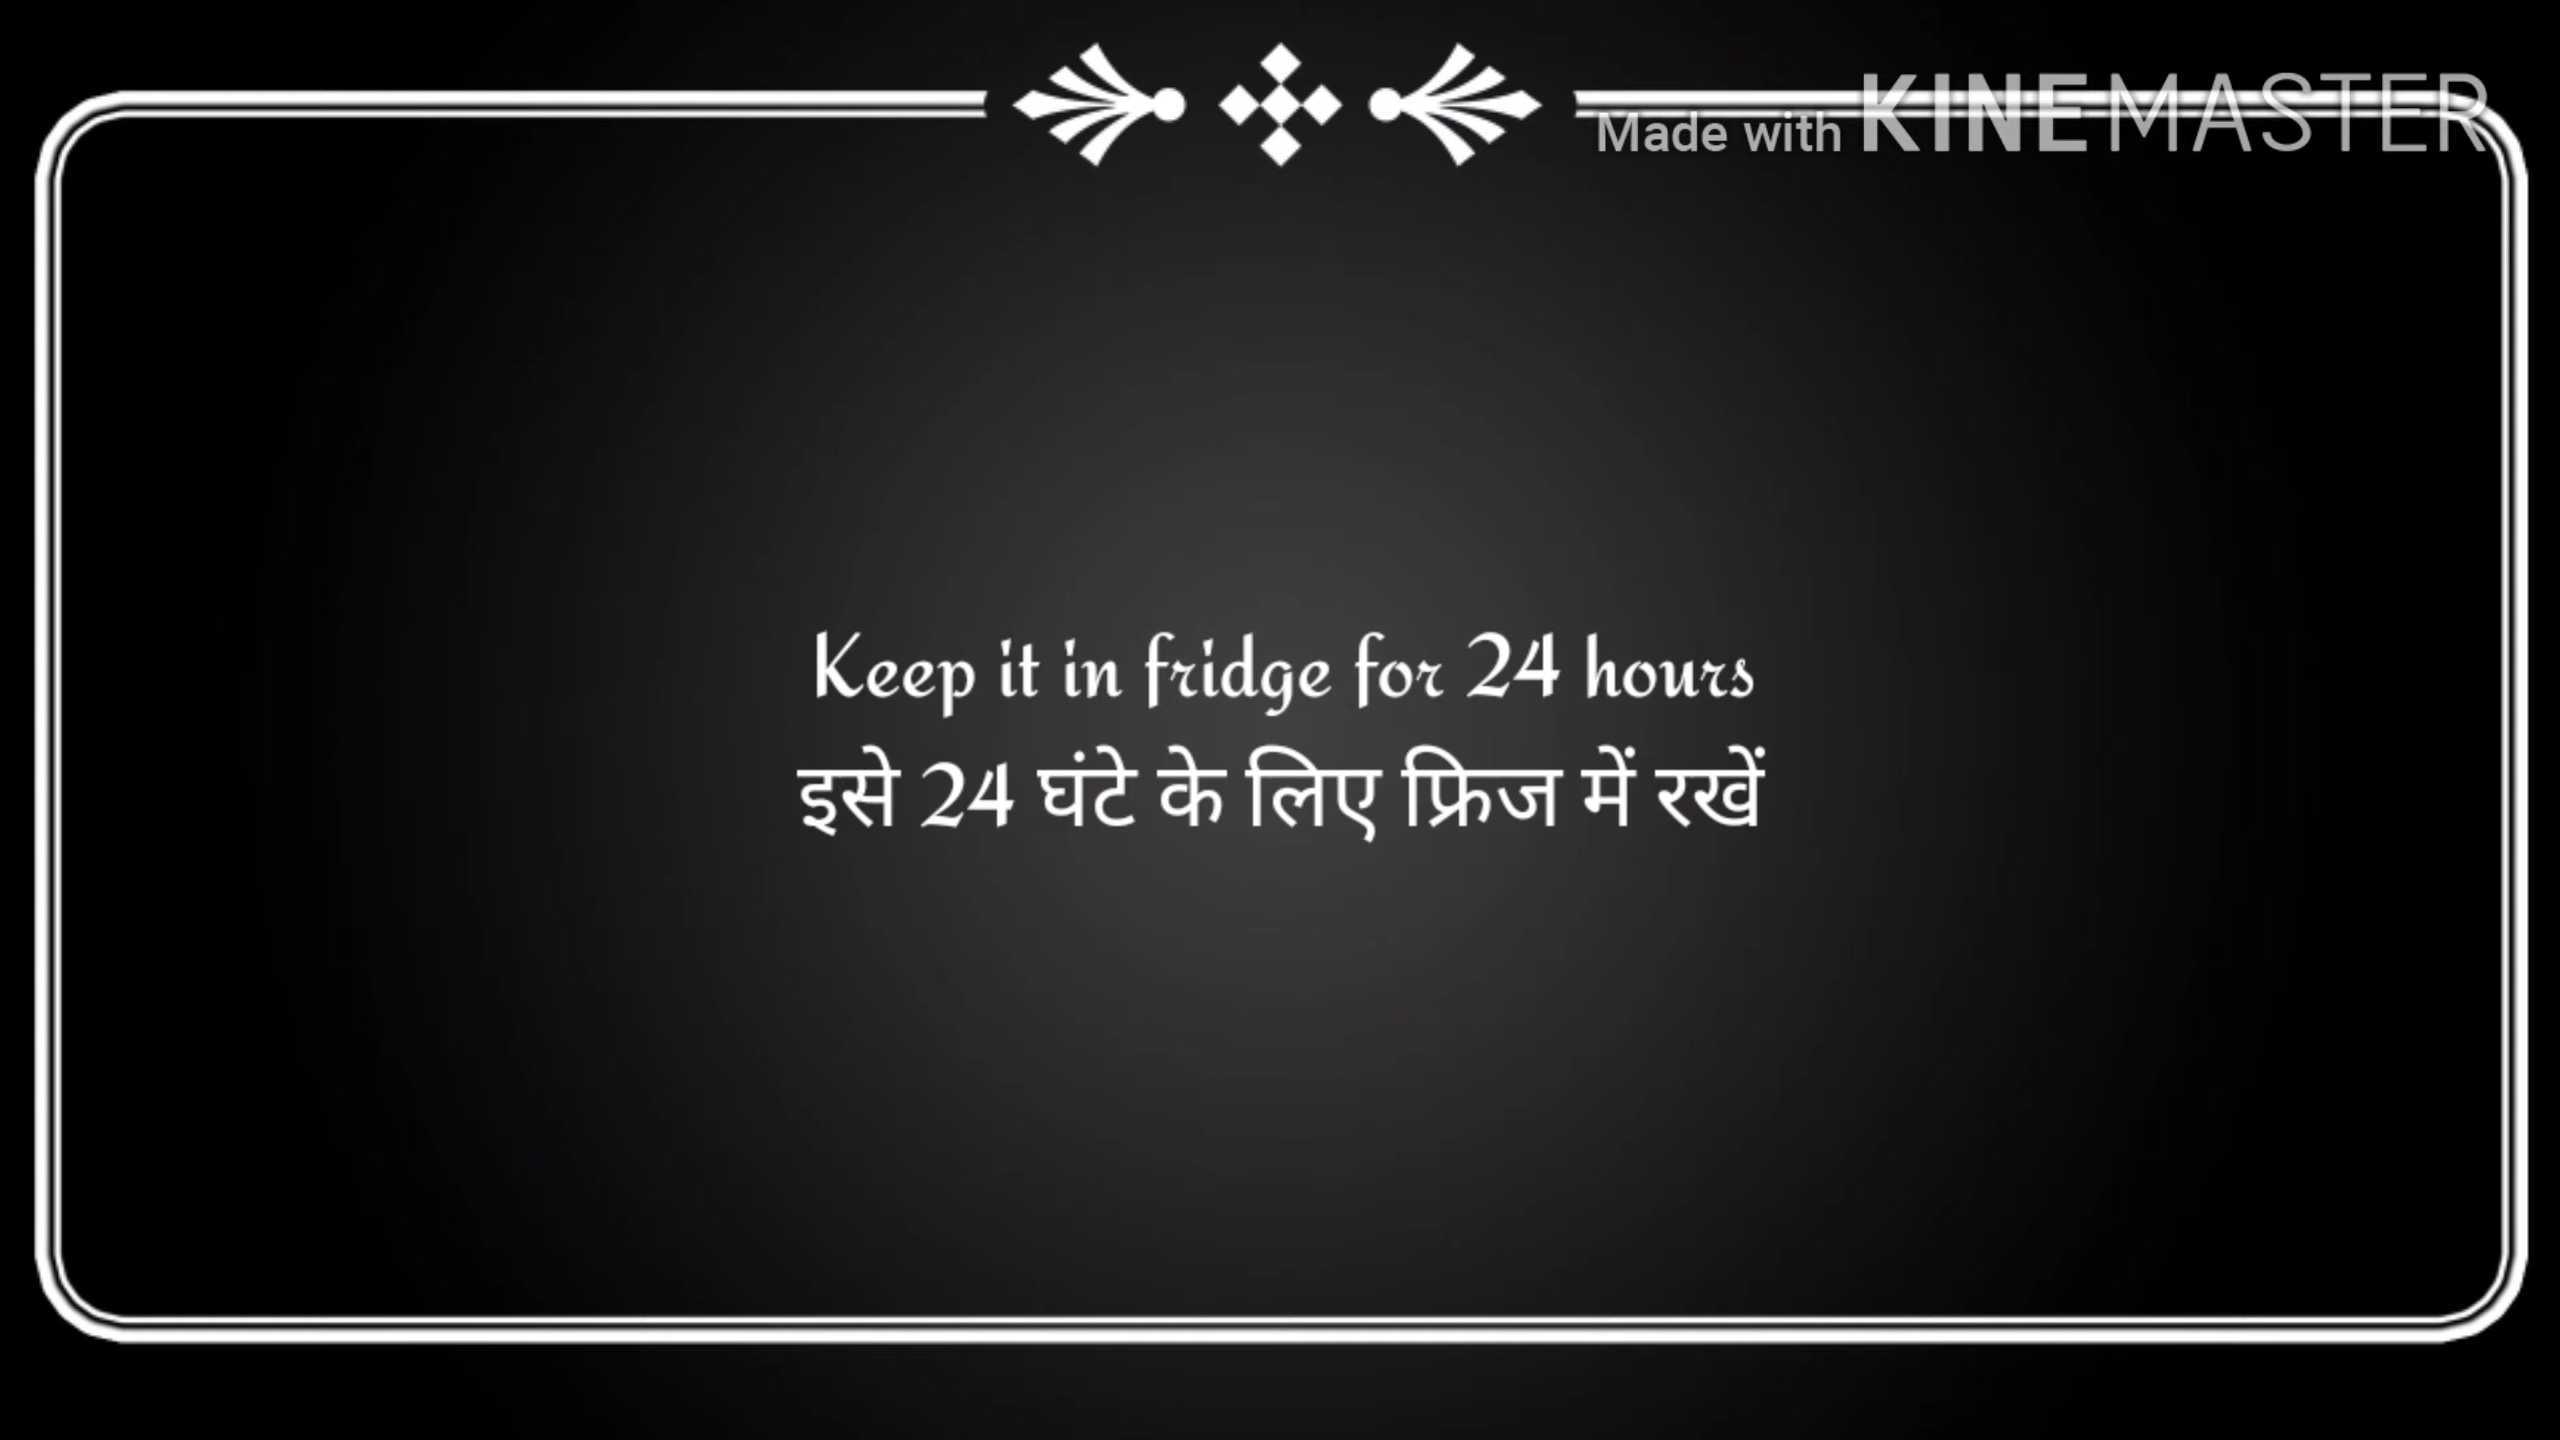 Made with KINEMASTER
Keep it in fridge for 24 hours
इसे 24 घंटे के लिए फ्रिज में रखें